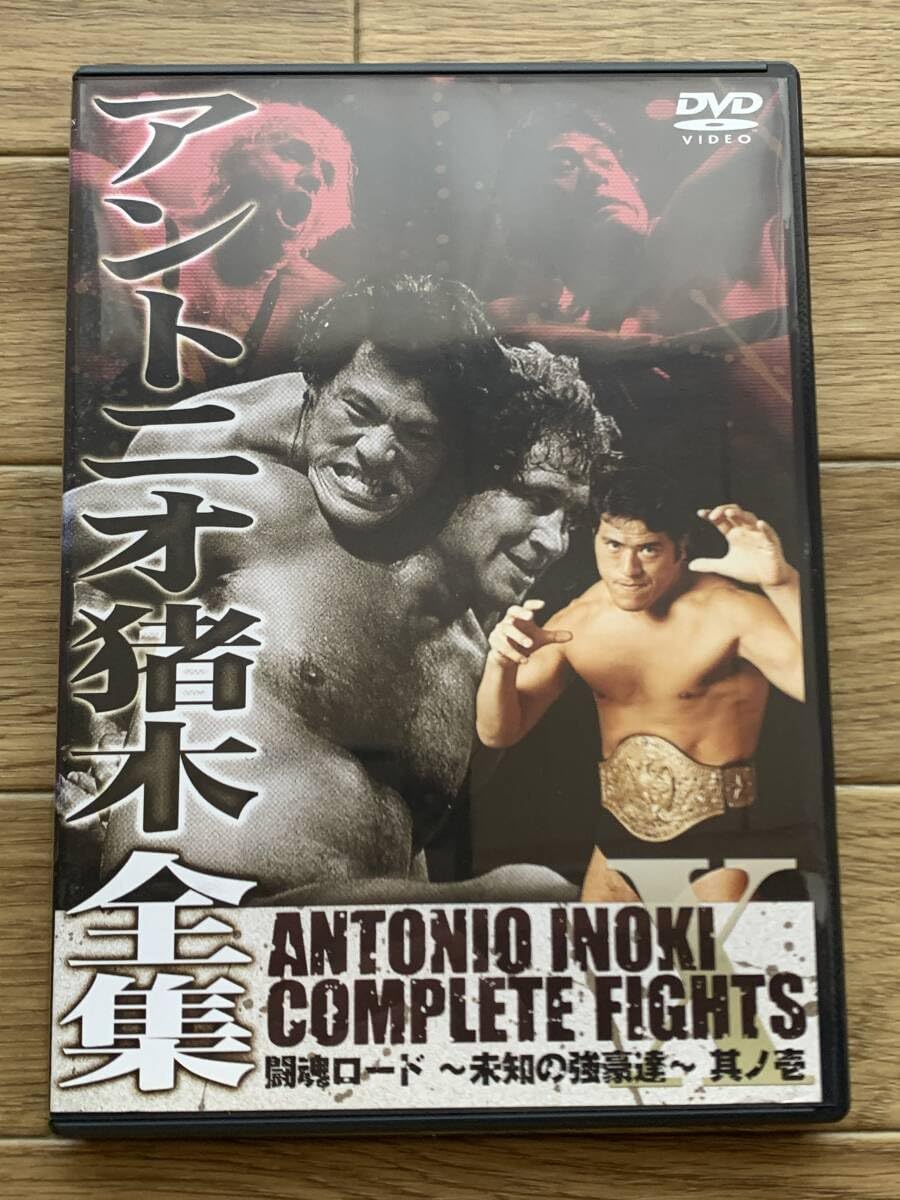 アントニオ猪木全集
DVD
VIDEO
X
ANTONIO INOKI
COMPLETE FIGHTS
闘魂ロード ～未知の強豪達～ 其ノ壱